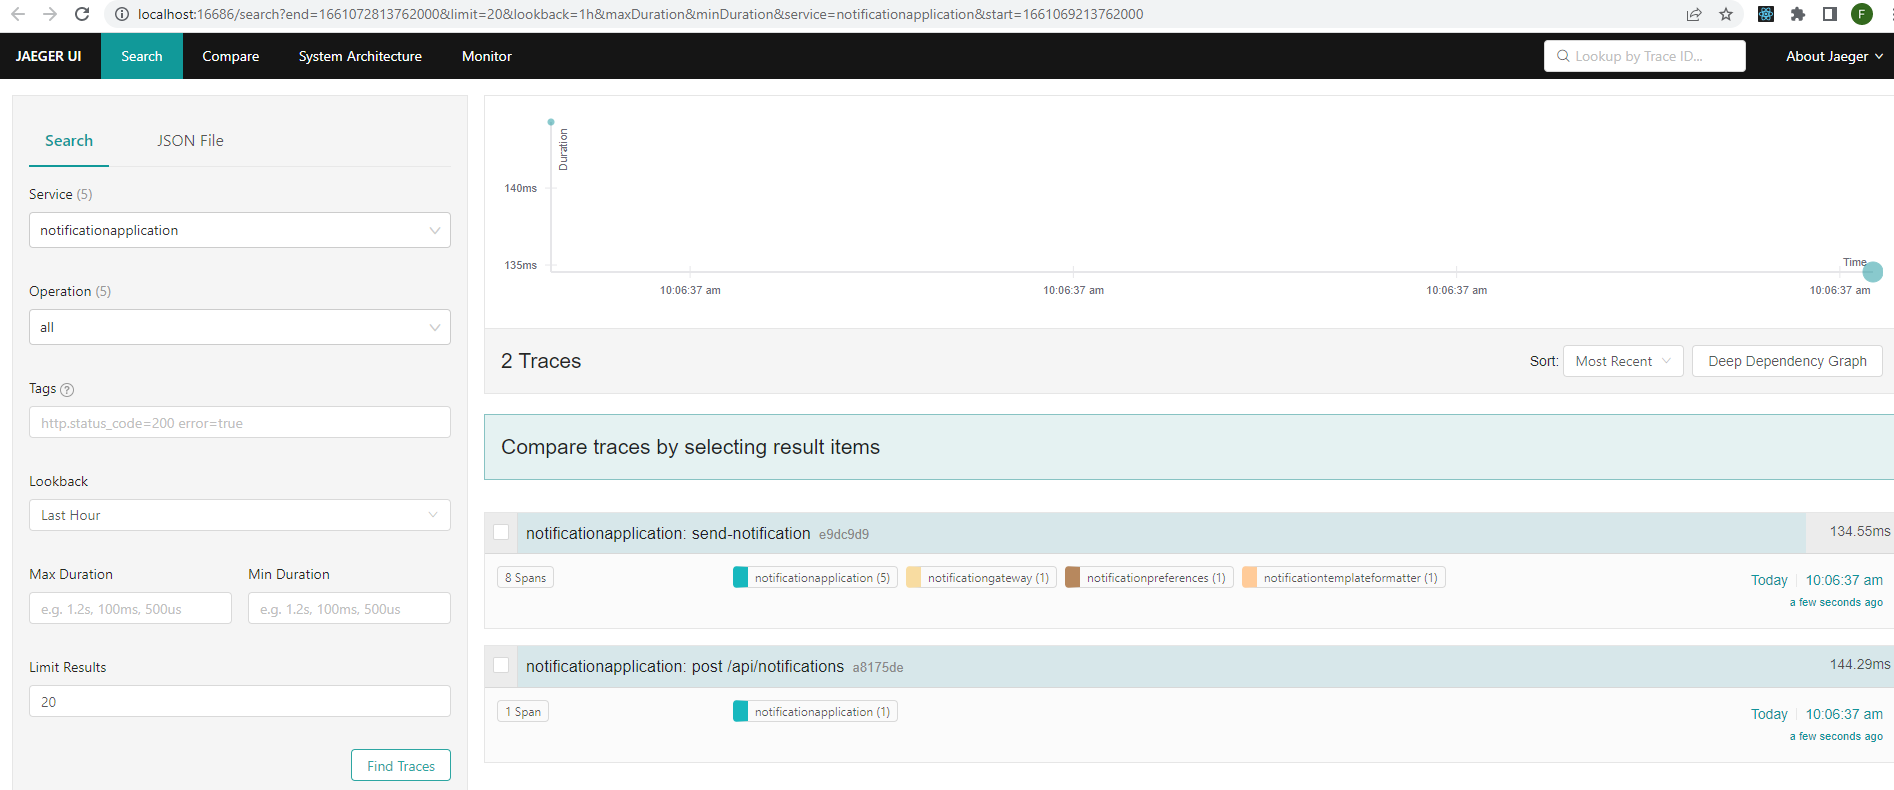 localhost:16686/search?end=1661072813762000&limit=20&lookback=1h&maxDuration&minDuration&service=notificationapplication&start=1661069213762000
F
JAEGER UI Search Compare System Architecture Monitor Lookup by Trace ID... About Jaeger
Search JSON File
Service (5)
notificationapplication
Operation (5)
all
Tags ?
http.status_code=200 error=true
Lookback
Last Hour
Max Duration Min Duration
e.g. 1.2s, 100ms, 500us e.g. 1.2s, 100ms, 500us
Limit Results
20
Find Traces
Duration
140ms
135ms
Time
10:06:37 am 10:06:37 am 10:06:37 am 10:06:37 am
2 Traces Sort: Most Recent Deep Dependency Graph
Compare traces by selecting result items
notificationapplication: send-notification e9dc9d9 134.55ms
8 Spans notificationapplication (5) notificationgateway (1) notificationpreferences (1) notificationtemplateformatter (1) Today 10:06:37 am
a few seconds ago
notificationapplication: post /api/notifications a8175de 144.29ms
1 Span notificationapplication (1) Today 10:06:37 am
a few seconds ago